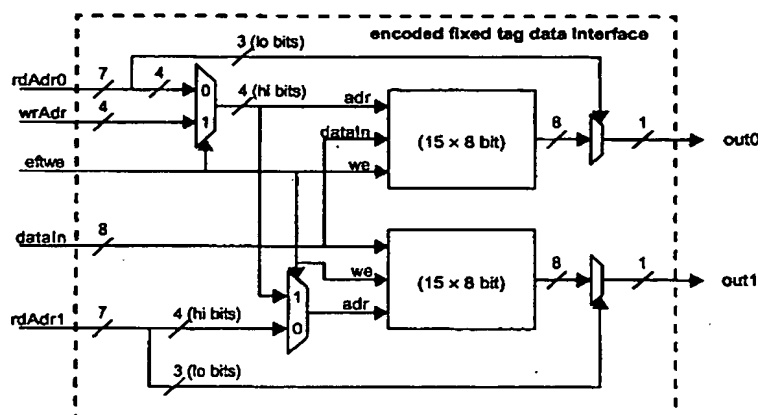 encoded fixed tag data interface
3 (lo bits)
rdAdr0
7
4
0
4 (hi bits)
adr
wrAdr
4
1
dataIn
(15 × 8 bit)
8
1
out0
eftwe
we
dataIn
8
we
(15 × 8 bit)
8
1
out1
1
adr
rdAdr1
7
4 (hi bits)
0
3 (lo bits)